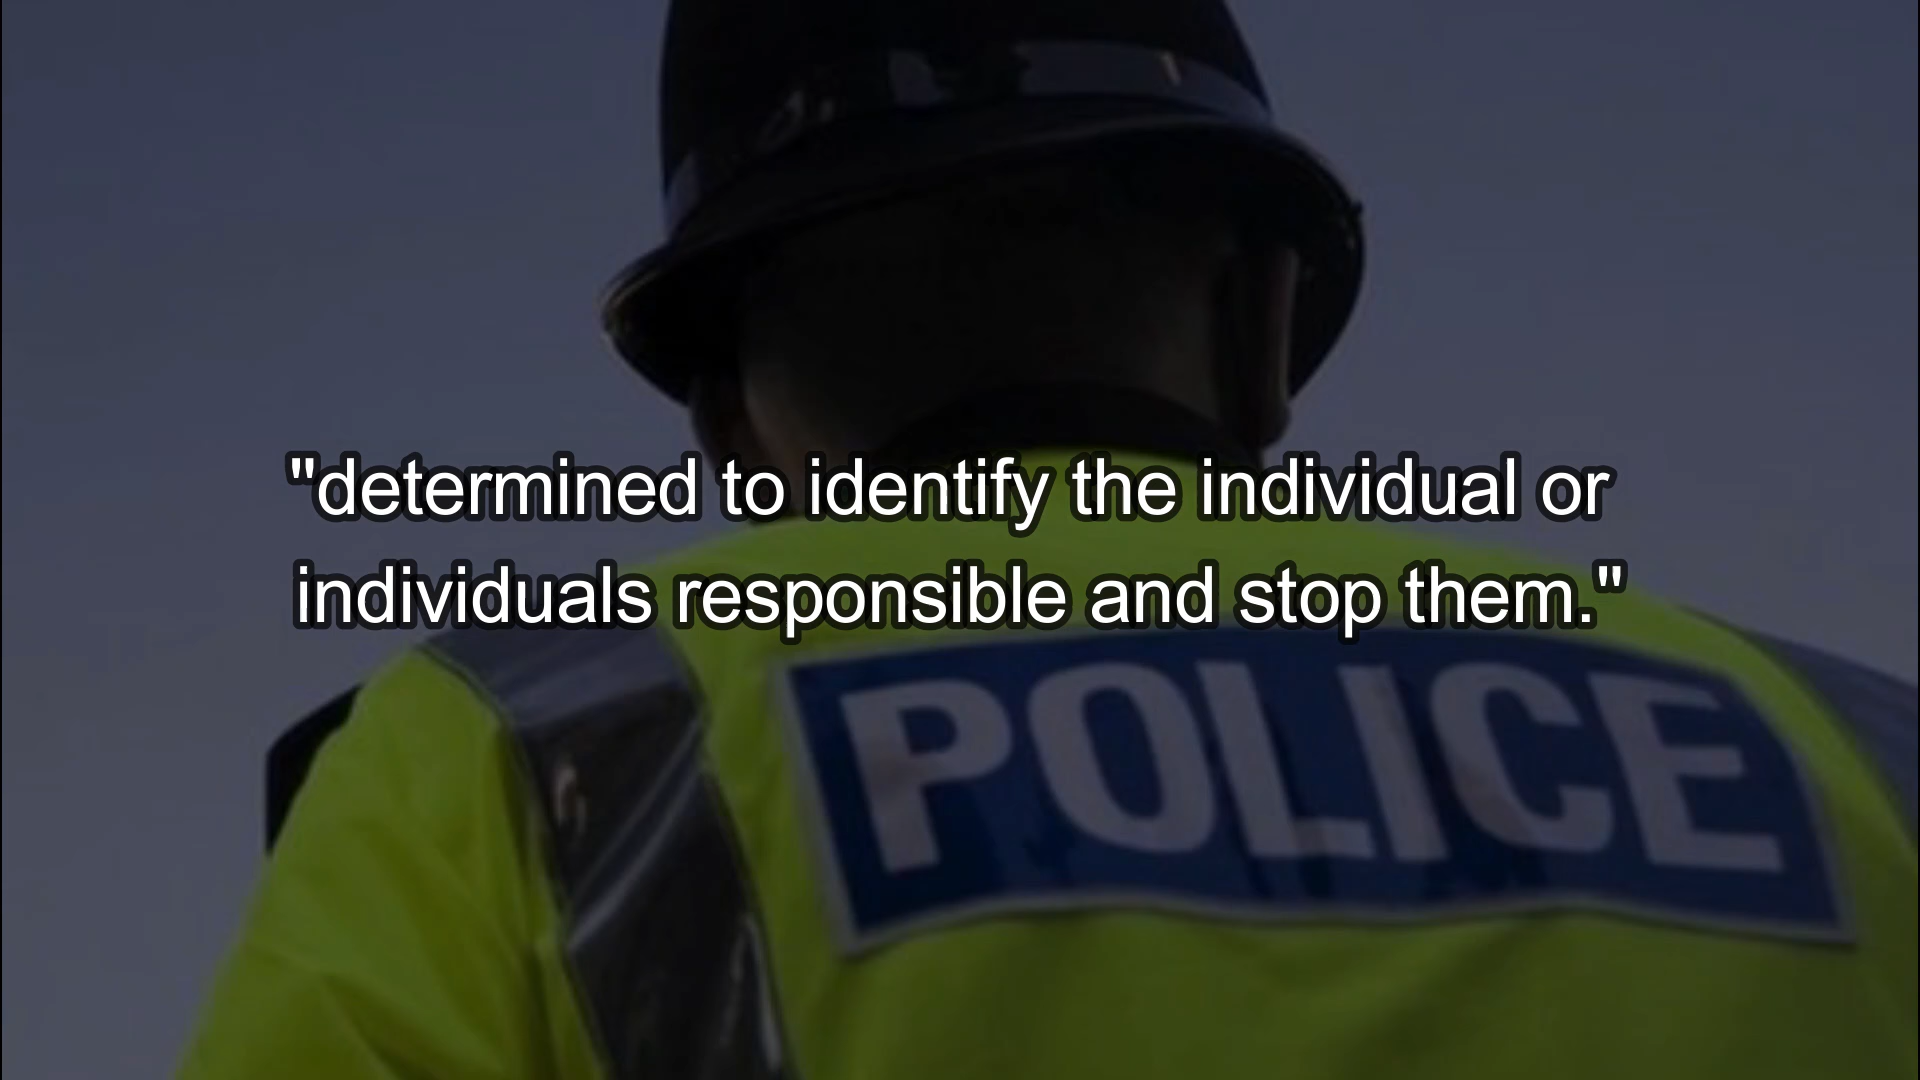 "determined to identify the individual or
individuals responsible and stop them."
POLICE